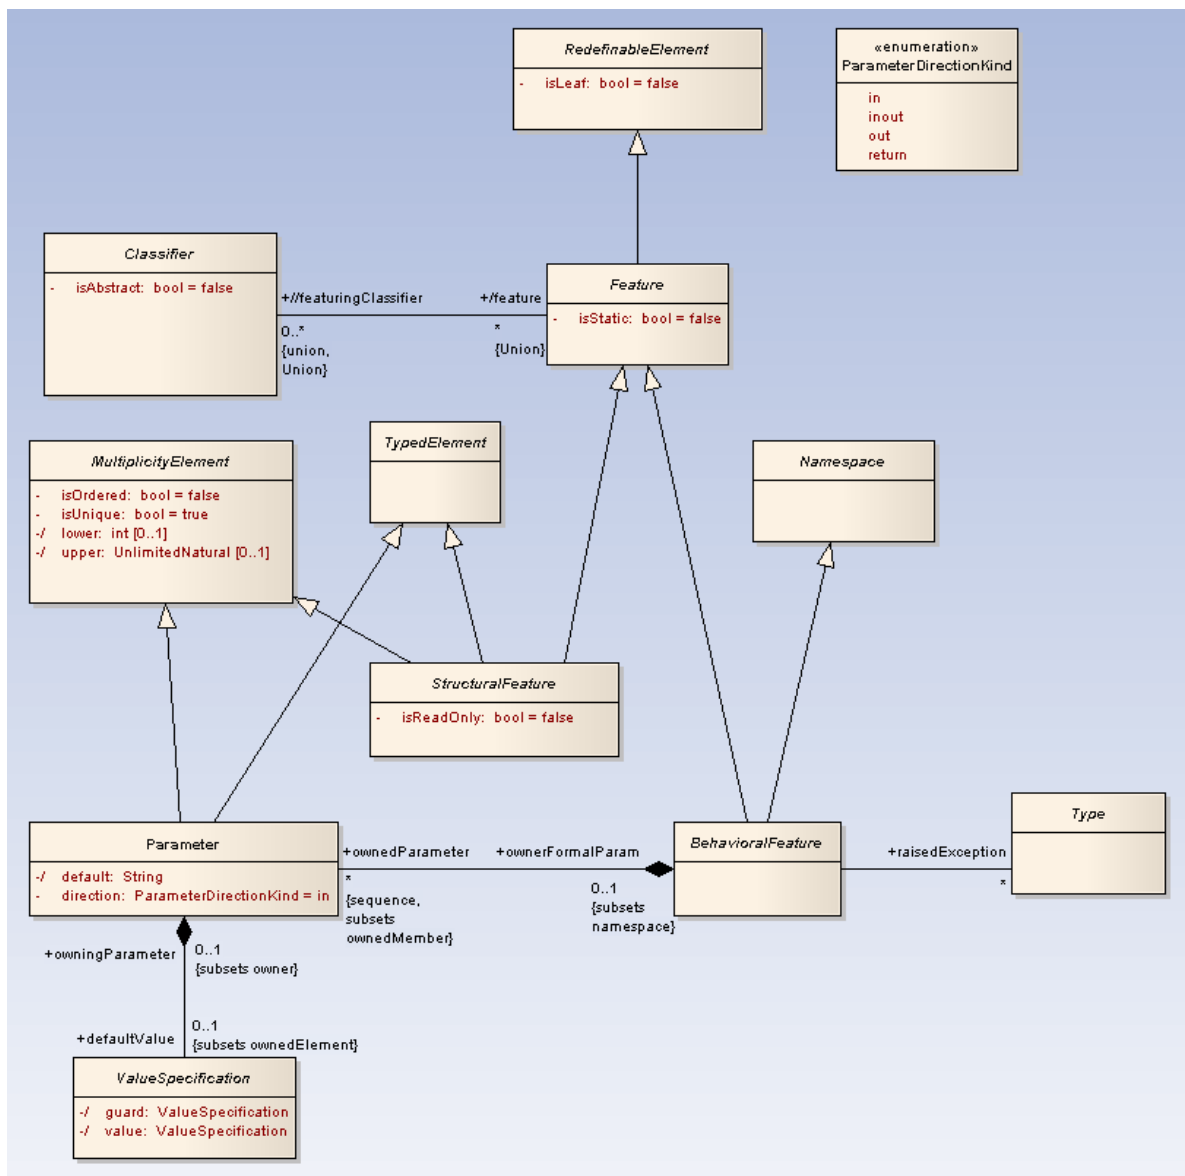 RedefinableElement
- isLeaf: bool = false
«enumeration»
ParameterDirectionKind
in
inout
out
return
Classifier
- isAbstract: bool = false
+//featuringClassifier
0..*
{union,
Union}
+/feature
*
{Union}
Feature
- isStatic: bool = false
MultiplicityElement
- isOrdered: bool = false
- isUnique: bool = true
-/ lower: int [0..1]
-/ upper: UnlimitedNatural [0..1]
TypedElement
Namespace
StructuralFeature
- isReadOnly: bool = false
Parameter
-/ default: String
- direction: ParameterDirectionKind = in
+ownedParameter
*
{sequence,
subsets
ownedMember}
+ownerFormalParam
0..1
{subsets
namespace}
BehavioralFeature
+raisedException
*
Type
+owningParameter
0..1
{subsets owner}
+defaultValue
0..1
{subsets ownedElement}
ValueSpecification
-/ guard: ValueSpecification
-/ value: ValueSpecification